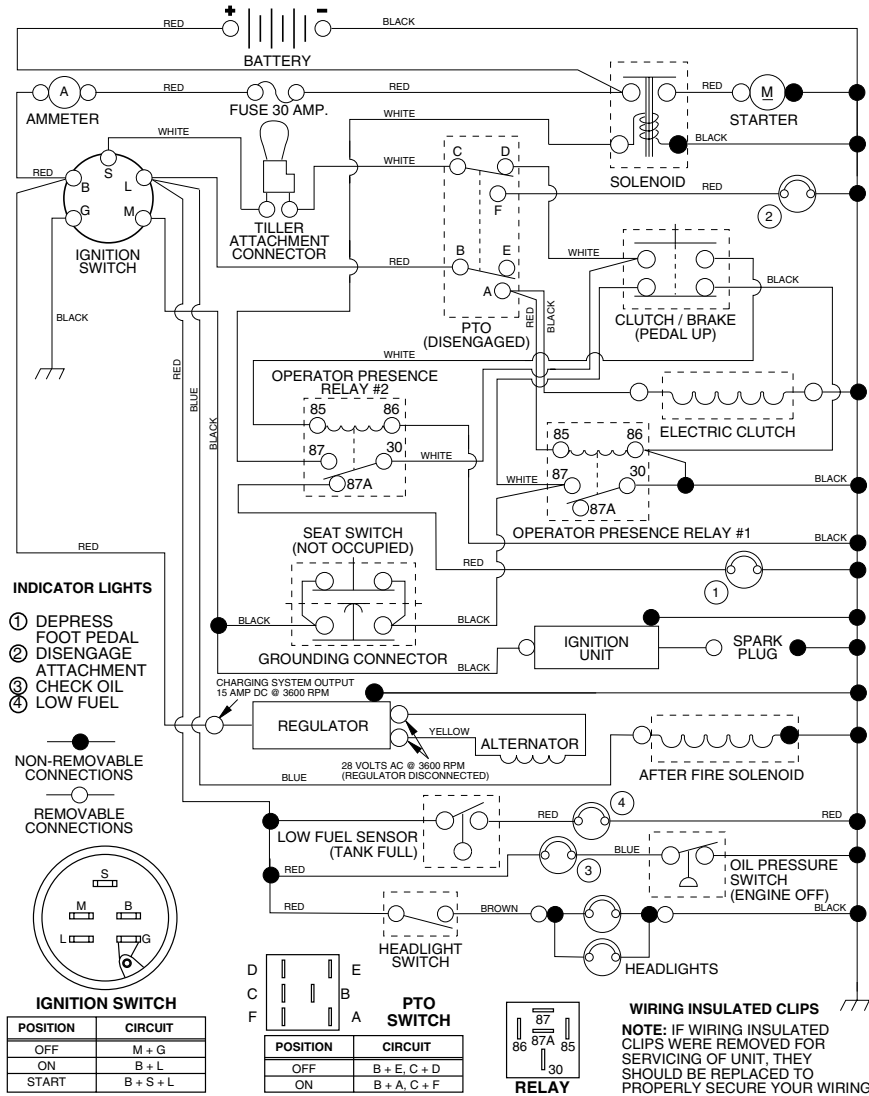 RED
+
-
BLACK
BATTERY
RED
A
RED
RED
RED
M
AMMETER
FUSE 30 AMP.
STARTER
WHITE
WHITE
BLACK
SOLENOID
RED
S
B
L
G
M
IGNITION
SWITCH
TILLER
ATTACHMENT
CONNECTOR
WHITE
C
D
F
RED
2
RED
B
E
A
PTO
(DISENGAGED)
WHITE
BLACK
CLUTCH / BRAKE
(PEDAL UP)
RED
BLACK
BLACK
RED
BLUE
BLACK
WHITE
OPERATOR PRESENCE
RELAY #2
85
86
87
30
87A
WHITE
ELECTRIC CLUTCH
85
86
WHITE
87
30
87A
BLACK
OPERATOR PRESENCE RELAY #1
BLACK
SEAT SWITCH
(NOT OCCUPIED)
RED
RED
1
BLACK
BLACK
GROUNDING CONNECTOR
BLACK
IGNITION
UNIT
SPARK
PLUG
INDICATOR LIGHTS
1 DEPRESS
FOOT PEDAL
2 DISENGAGE
ATTACHMENT
3 CHECK OIL
4 LOW FUEL
CHARGING SYSTEM OUTPUT
15 AMP DC @ 3600 RPM
REGULATOR
YELLOW
ALTERNATOR
28 VOLTS AC @ 3600 RPM
(REGULATOR DISCONNECTED)
NON-REMOVABLE
CONNECTIONS
REMOVABLE
CONNECTIONS
BLUE
AFTER FIRE SOLENOID
LOW FUEL SENSOR
(TANK FULL)
RED
4
RED
RED
3
BLUE
OIL PRESSURE
SWITCH
(ENGINE OFF)
RED
HEADLIGHT
SWITCH
BROWN
BLACK
HEADLIGHTS
S
M
B
L
G
IGNITION SWITCH
POSITION CIRCUIT
OFF M + G
ON B + L
START B + S + L
D
E
C
B
F
A
PTO
SWITCH
POSITION CIRCUIT
OFF B + E, C + D
ON B + A, C + F
87
86
87A
85
30
RELAY
WIRING INSULATED CLIPS
NOTE: IF WIRING INSULATED
CLIPS WERE REMOVED FOR
SERVICING OF UNIT, THEY
SHOULD BE REPLACED TO
PROPERLY SECURE YOUR WIRING